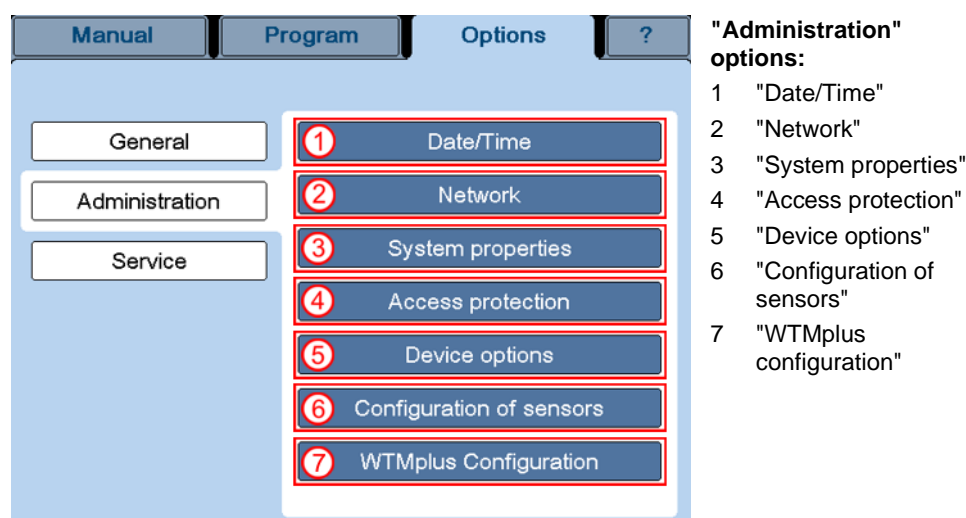 Manual Program Options ?
General
Administration
Service
1 Date/Time
2 Network
3 System properties
4 Access protection
5 Device options
6 Configuration of sensors
7 WTMplus Configuration
"Administration"
options:
1 "Date/Time"
2 "Network"
3 "System properties"
4 "Access protection"
5 "Device options"
6 "Configuration of
sensors"
7 "WTMplus
configuration"